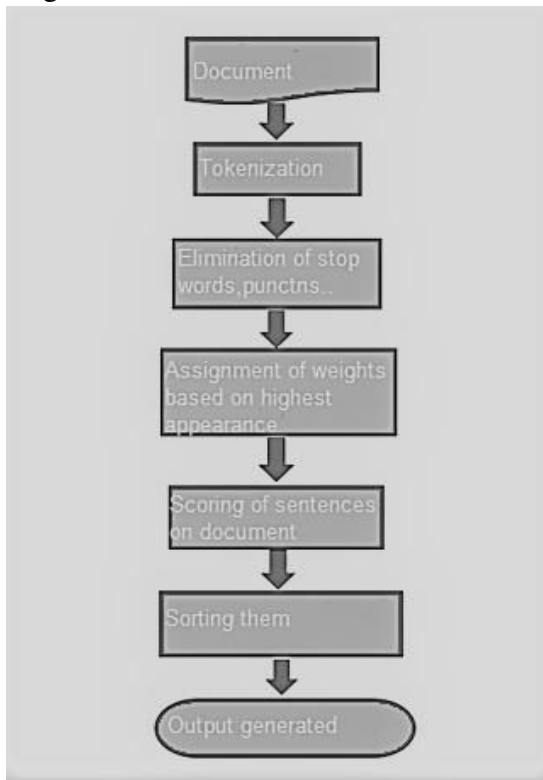 Document
Tokenization
Elimination of stop
words,punctns..
Assignment of weights
based on highest
appearance
Scoring of sentences
on document
Sorting them
Output generated